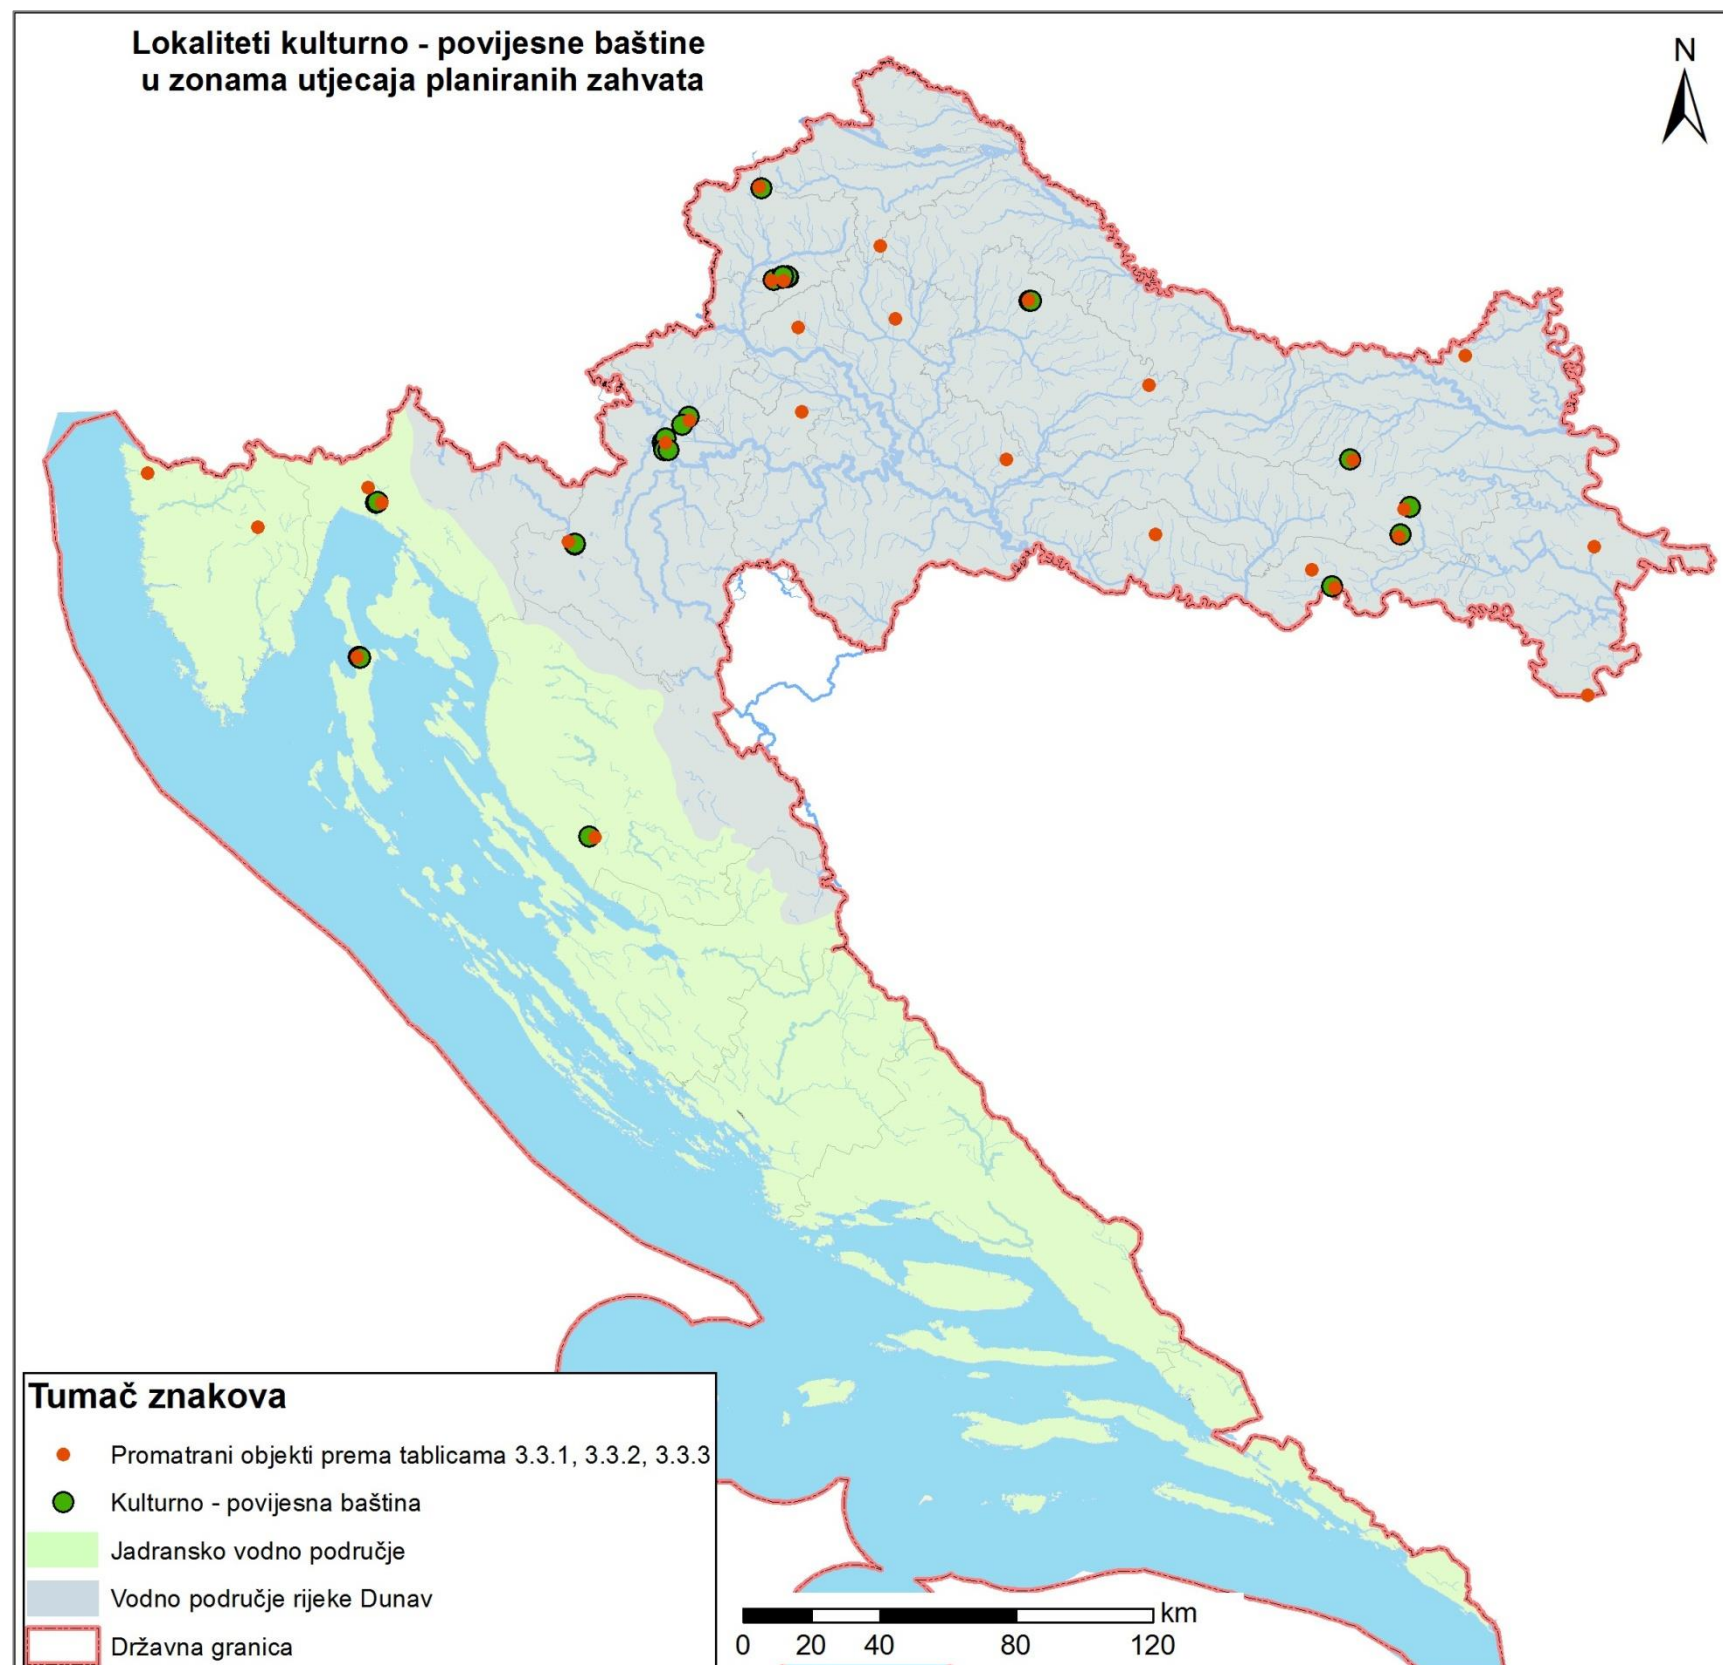 Lokaliteti kulturno - povijesne baštine
u zonama utjecaja planiranih zahvata
N
Tumač znakova
Promatrani objekti prema tablicama 3.3.1, 3.3.2, 3.3.3
Kulturno - povijesna baština
Jadransko vodno područje
Vodno područje rijeke Dunav
Državna granica
km
0 20 40 80 120